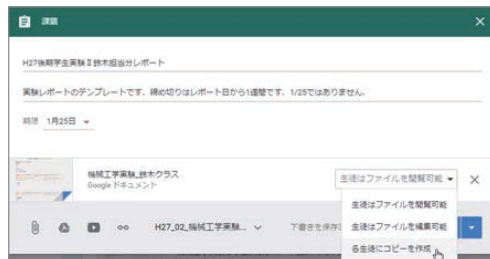 課題
H27後期学生実験Ⅱ鈴木担当分レポート
実験レポートのテンプレートです。締め切りはレポート日から1週間です。1/25ではありません。
期限 1月25日
機械工学実験_鈴木クラス
Google ドキュメント
生徒はファイルを閲覧可能
生徒はファイルを閲覧可能
生徒はファイルを編集可能
各生徒にコピーを作成
H27_02_機械工学実験...
下書きを保存